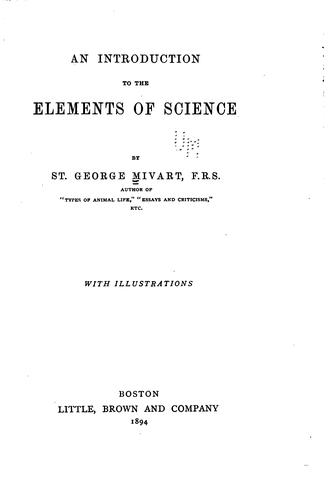 AN INTRODUCTION
TO THE
ELEMENTS OF SCIENCE
BY
ST. GEORGE MIVART, F.R.S.
AUTHOR OF
"TYPES OF ANIMAL LIFE," "ESSAYS AND CRITICISMS,"
ETC.
WITH ILLUSTRATIONS
BOSTON
LITTLE, BROWN AND COMPANY
1894